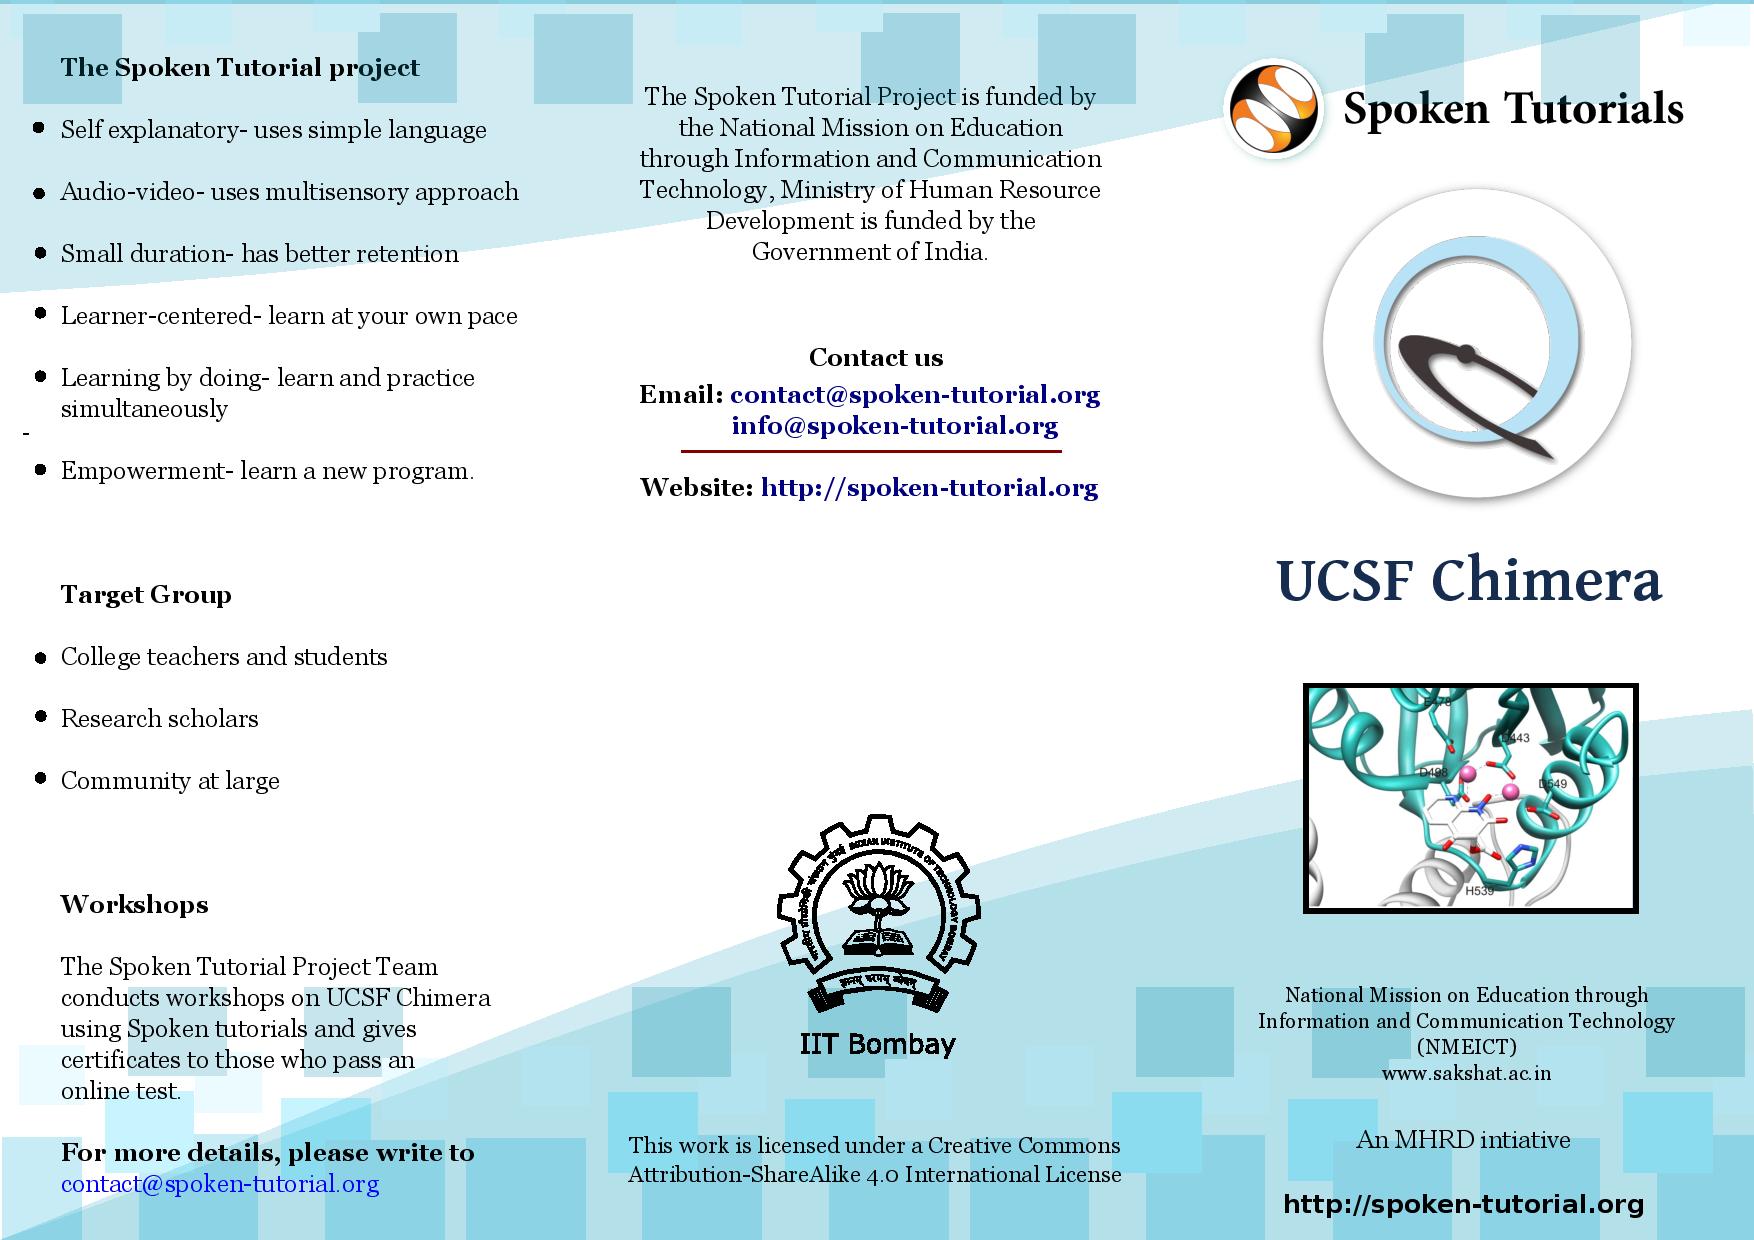 The Spoken Tutorial project
● Self explanatory- uses simple language
● Audio-video- uses multisensory approach
● Small duration- has better retention
● Learner-centered- learn at your own pace
● Learning by doing- learn and practice
simultaneously
-
● Empowerment- learn a new program.
Target Group
● College teachers and students
● Research scholars
● Community at large
Workshops
The Spoken Tutorial Project Team
conducts workshops on UCSF Chimera
using Spoken tutorials and gives
certificates to those who pass an
online test.
For more details, please write to
contact@spoken-tutorial.org
The Spoken Tutorial Project is funded by
the National Mission on Education
through Information and Communication
Technology, Ministry of Human Resource
Development is funded by the
Government of India.
Contact us
Email: contact@spoken-tutorial.org
info@spoken-tutorial.org
Website: http://spoken-tutorial.org
INDIAN INSTITUTE OF TECHNOLOGY BOMBAY
IIT Bombay
This work is licensed under a Creative Commons
Attribution-ShareAlike 4.0 International License
Spoken Tutorials
UCSF Chimera
E478
D443
D498
D549
H539
National Mission on Education through
Information and Communication Technology
(NMEICT)
www.sakshat.ac.in
An MHRD intiative
http://spoken-tutorial.org